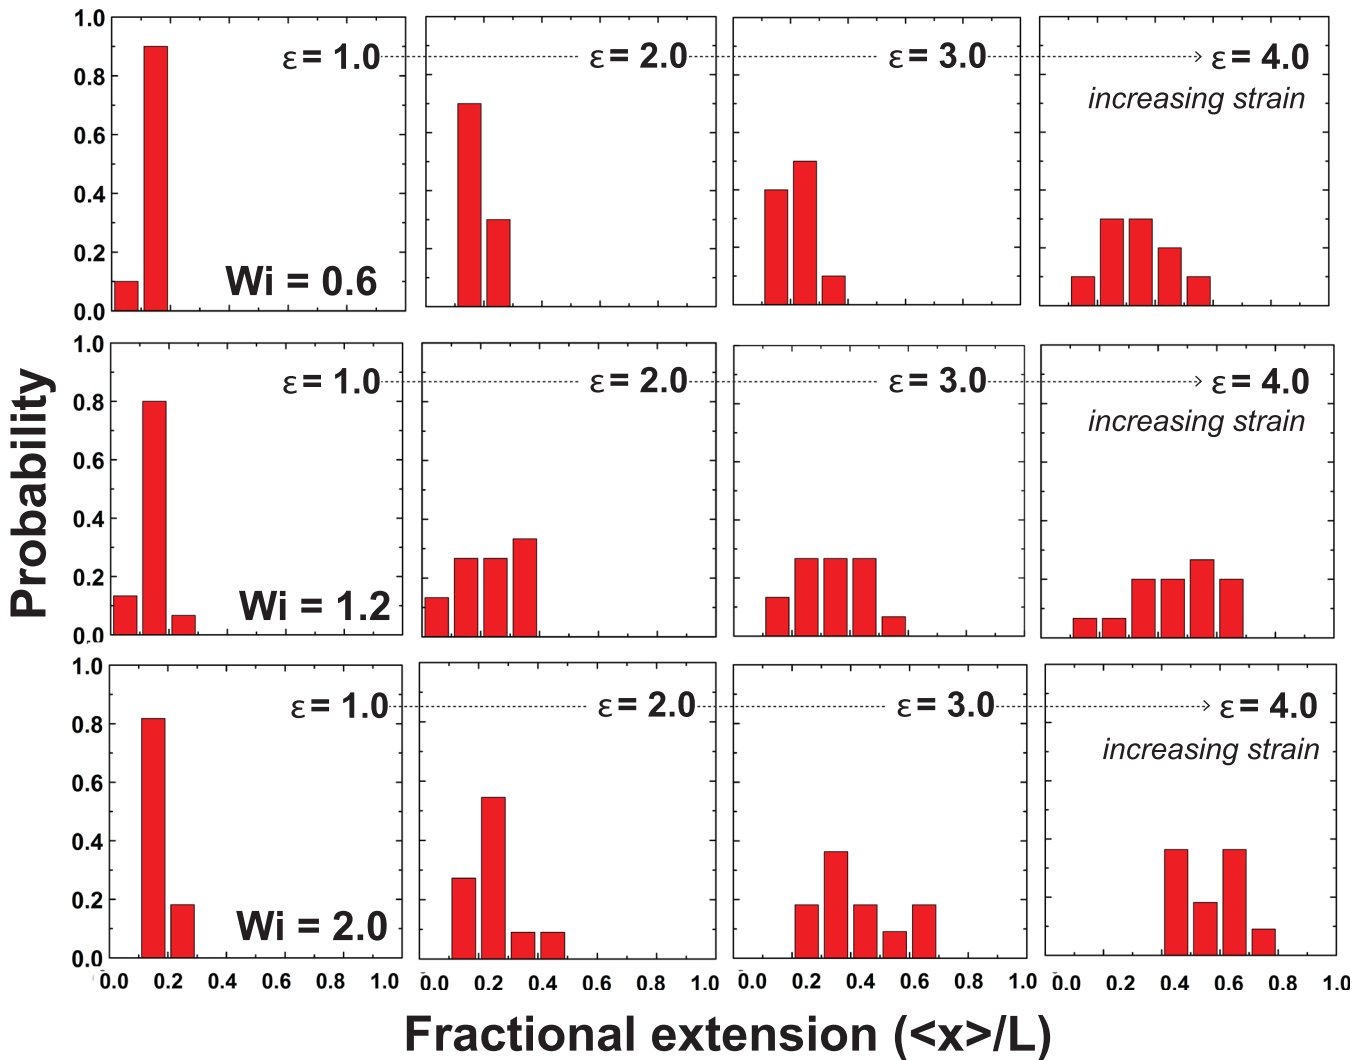 Probability
1.0
0.8
0.6
0.4
0.2
0.0
ε = 1.0
ε = 2.0
ε = 3.0
ε = 4.0
increasing strain
Wi = 0.6
1.0
0.8
0.6
0.4
0.2
0.0
ε = 1.0
ε = 2.0
ε = 3.0
ε = 4.0
increasing strain
Wi = 1.2
1.0
0.8
0.6
0.4
0.2
0.0
ε = 1.0
ε = 2.0
ε = 3.0
ε = 4.0
increasing strain
Wi = 2.0
0.0 0.2 0.4 0.6 0.8 1.0
0.0 0.2 0.4 0.6 0.8 1.0
0.0 0.2 0.4 0.6 0.8 1.0
0.0 0.2 0.4 0.6 0.8 1.0
Fractional extension (<x>/L)